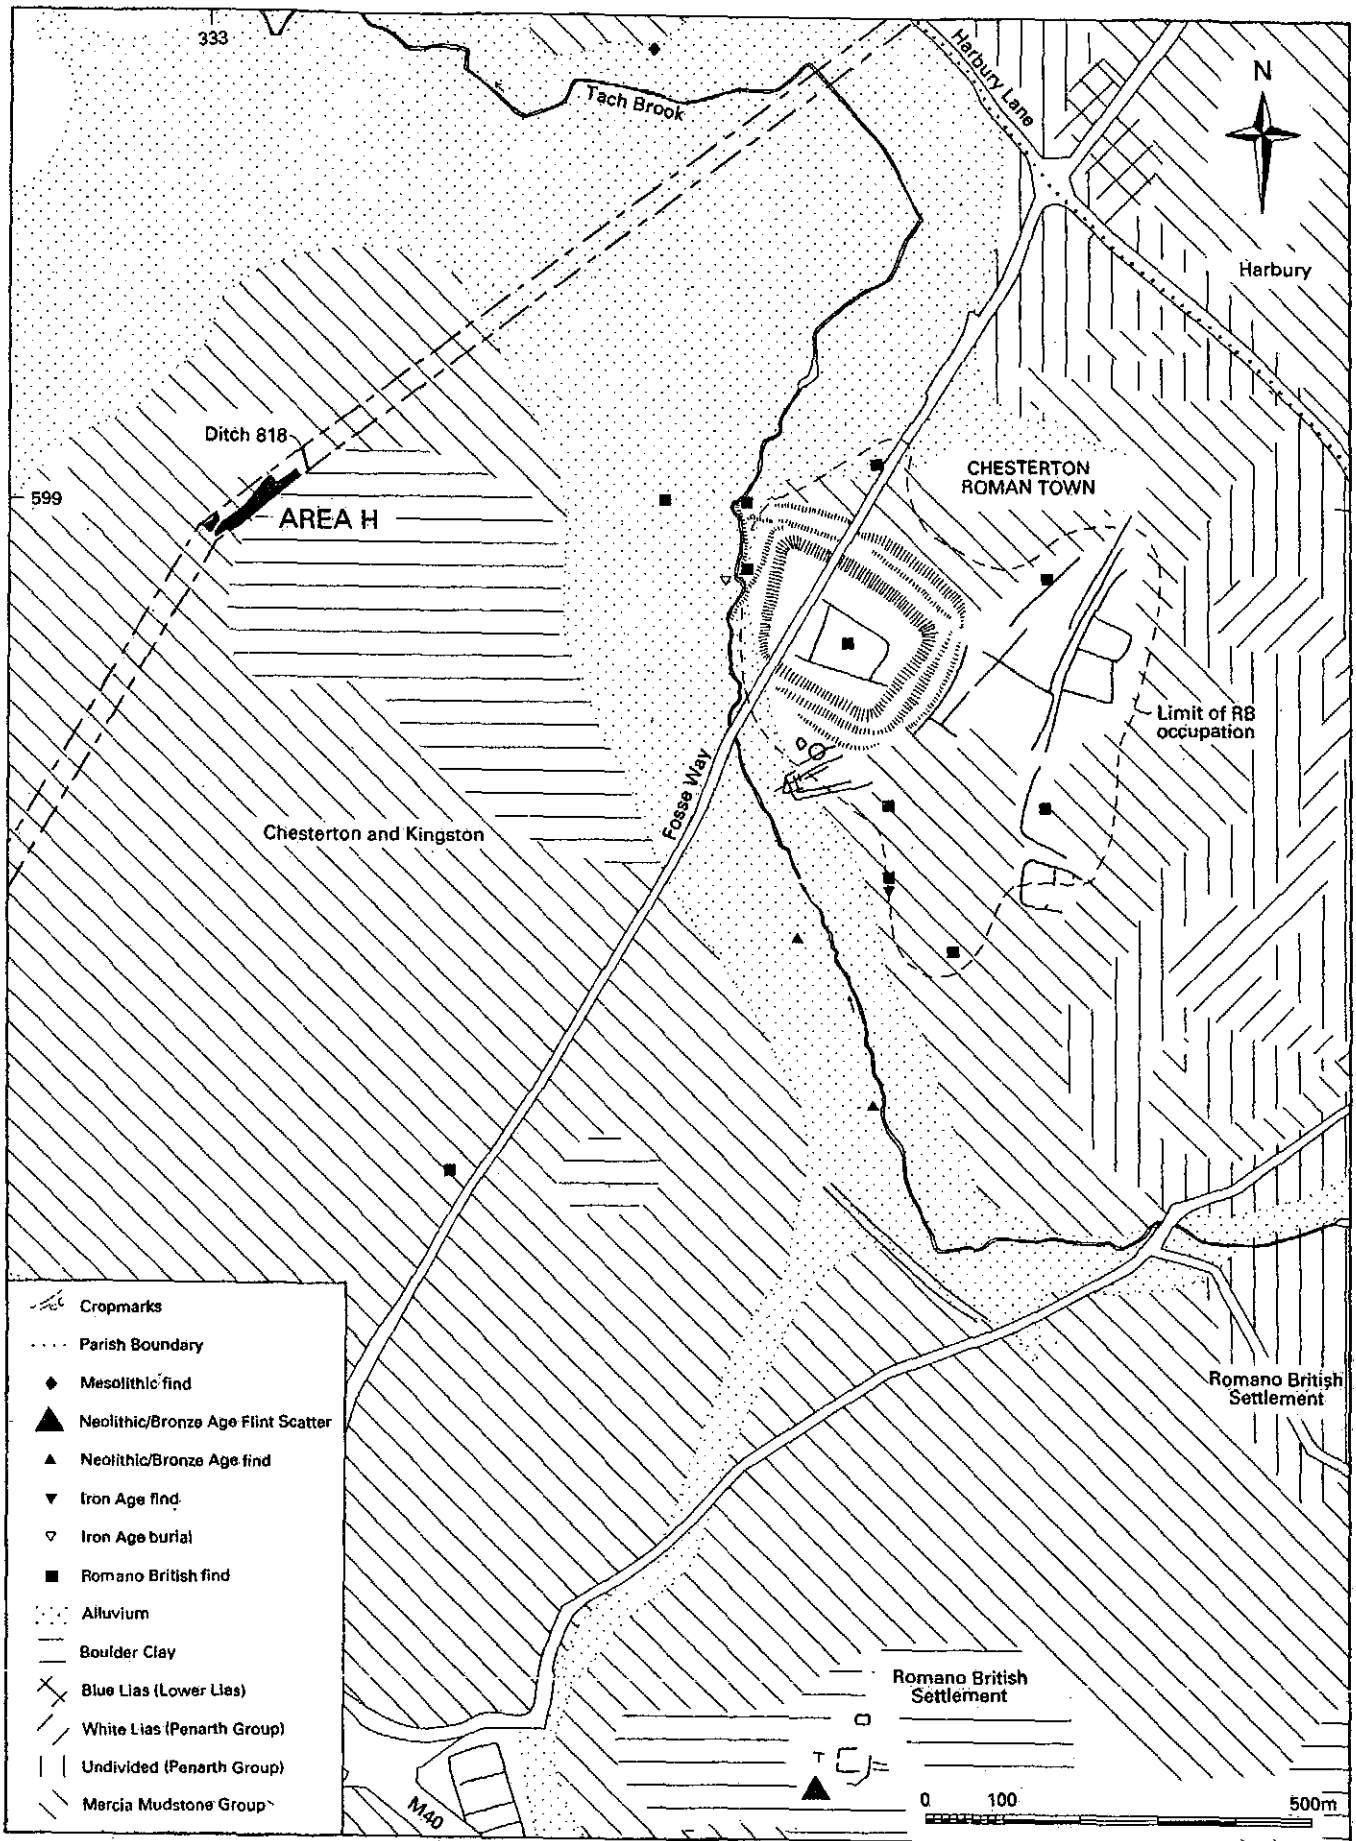 333
Tach Brook
Harbury Lane
N
Harbury
Ditch 818
599
AREA H
CHESTERTON
ROMAN TOWN
Limit of RB
occupation
Fosse Way
Chesterton and Kingston
Romano British
Settlement
Romano British
Settlement
T
M40
0 100 500m
Cropmarks
Parish Boundary
Mesolithic find
Neolithic/Bronze Age Flint Scatter
Neolithic/Bronze Age find
Iron Age find
Iron Age burial
Romano British find
Alluvium
Boulder Clay
Blue Lias (Lower Lias)
White Lias (Penarth Group)
Undivided (Penarth Group)
Mercia Mudstone Group